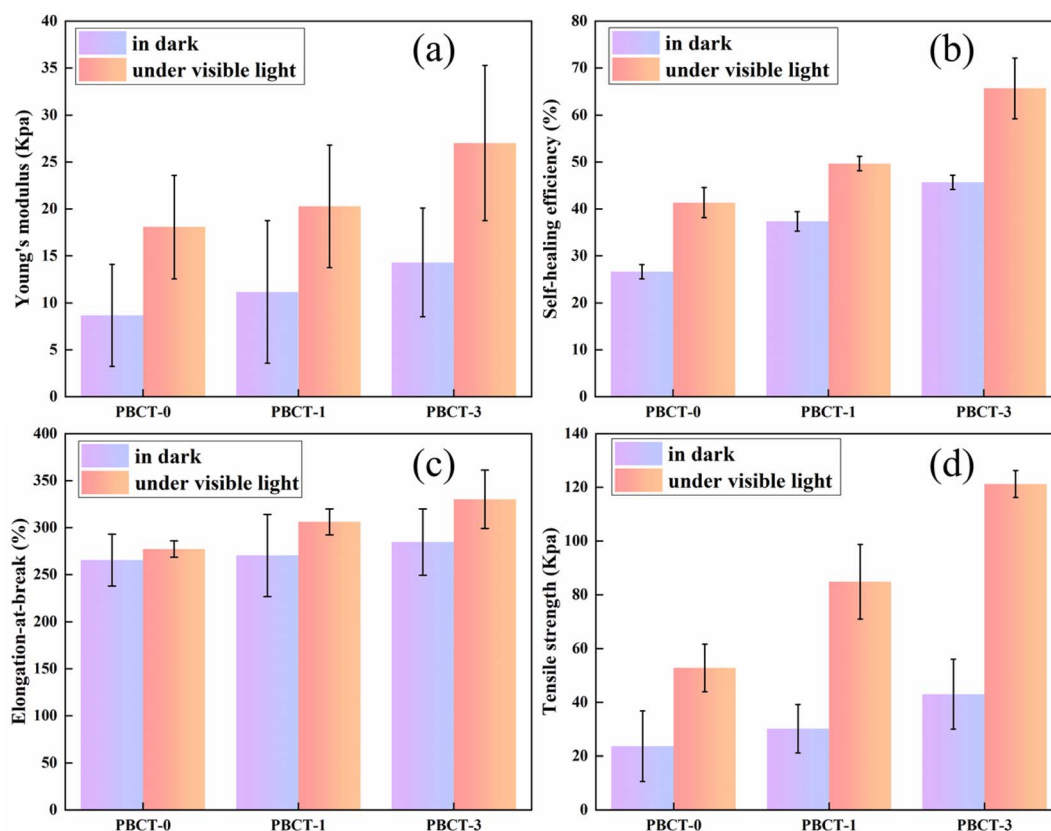 (a)
in dark
under visible light
Young's modulus (Kpa)
40
35
30
25
20
15
10
5
0
PBCT-0 PBCT-1 PBCT-3
(b)
in dark
under visible light
Self-healing efficiency (%)
80
70
60
50
40
30
20
10
0
PBCT-0 PBCT-1 PBCT-3
(c)
in dark
under visible light
Elongation-at-break (%)
400
350
300
250
200
150
100
50
0
PBCT-0 PBCT-1 PBCT-3
(d)
in dark
under visible light
Tensile strength (Kpa)
140
120
100
80
60
40
20
0
PBCT-0 PBCT-1 PBCT-3